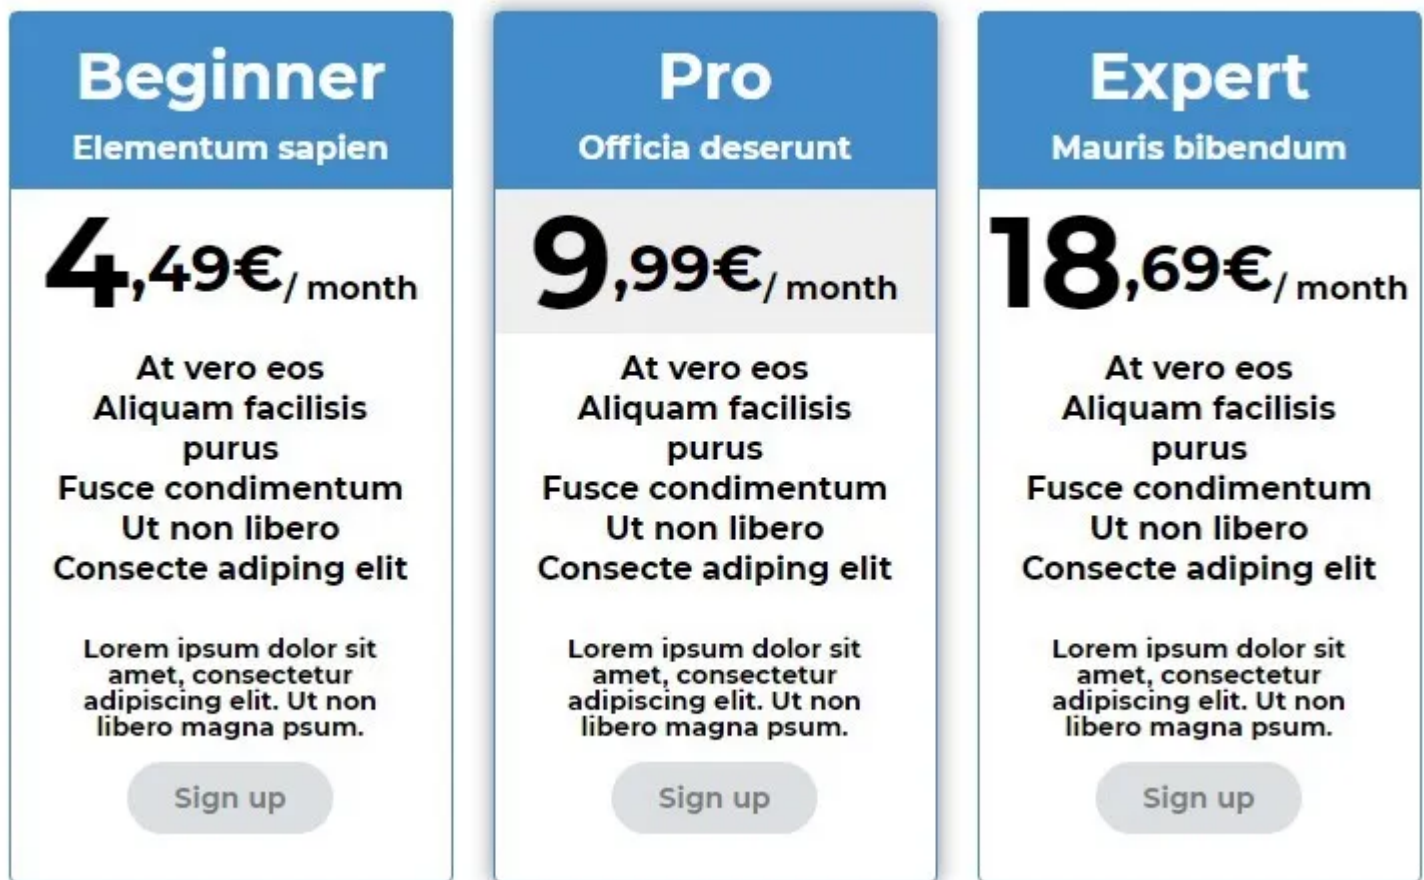 Beginner
Elementum sapien
4,49€/ month
At vero eos
Aliquam facilisis
purus
Fusce condimentum
Ut non libero
Consecte adiping elit
Lorem ipsum dolor sit
amet, consectetur
adipiscing elit. Ut non
libero magna psum.
Sign up
Pro
Officia deserunt
9,99€/ month
At vero eos
Aliquam facilisis
purus
Fusce condimentum
Ut non libero
Consecte adiping elit
Lorem ipsum dolor sit
amet, consectetur
adipiscing elit. Ut non
libero magna psum.
Sign up
Expert
Mauris bibendum
18,69€/ month
At vero eos
Aliquam facilisis
purus
Fusce condimentum
Ut non libero
Consecte adiping elit
Lorem ipsum dolor sit
amet, consectetur
adipiscing elit. Ut non
libero magna psum.
Sign up